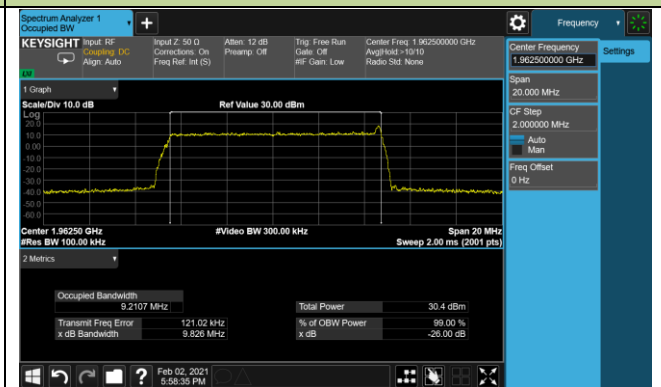 Spectrum Analyzer 1
Occupied BW
Frequency
KEYSIGHT
Input: RF
Coupling: DC
Align: Auto
Input Z: 50 Ω
Corrections: On
Freq Ref: Int (S)
Atten: 12 dB
Preamp: Off
Trig: Free Run
Gate: Off
#IF Gain: Low
Center Freq: 1.962500000 GHz
Avg|Hold:>10/10
Radio Std: None
Center Frequency
1.962500000 GHz
Settings
Span
20.000 MHz
CF Step
2.000000 MHz
Auto
Man
Freq Offset
0 Hz
1 Graph
Scale/Div 10.0 dB
Ref Value 30.00 dBm
Log
20.0
10.0
0.00
-10.0
-20.0
-30.0
-40.0
-50.0
-60.0
Center 1.96250 GHz
#Video BW 300.00 kHz
Span 20 MHz
#Res BW 100.00 kHz
Sweep 2.00 ms (2001 pts)
2 Metrics
Occupied Bandwidth
9.2107 MHz
Total Power 30.4 dBm
Transmit Freq Error 121.02 kHz
% of OBW Power 99.00 %
x dB Bandwidth 9.826 MHz
x dB -26.00 dB
?
Feb 02, 2021
5:58:35 PM